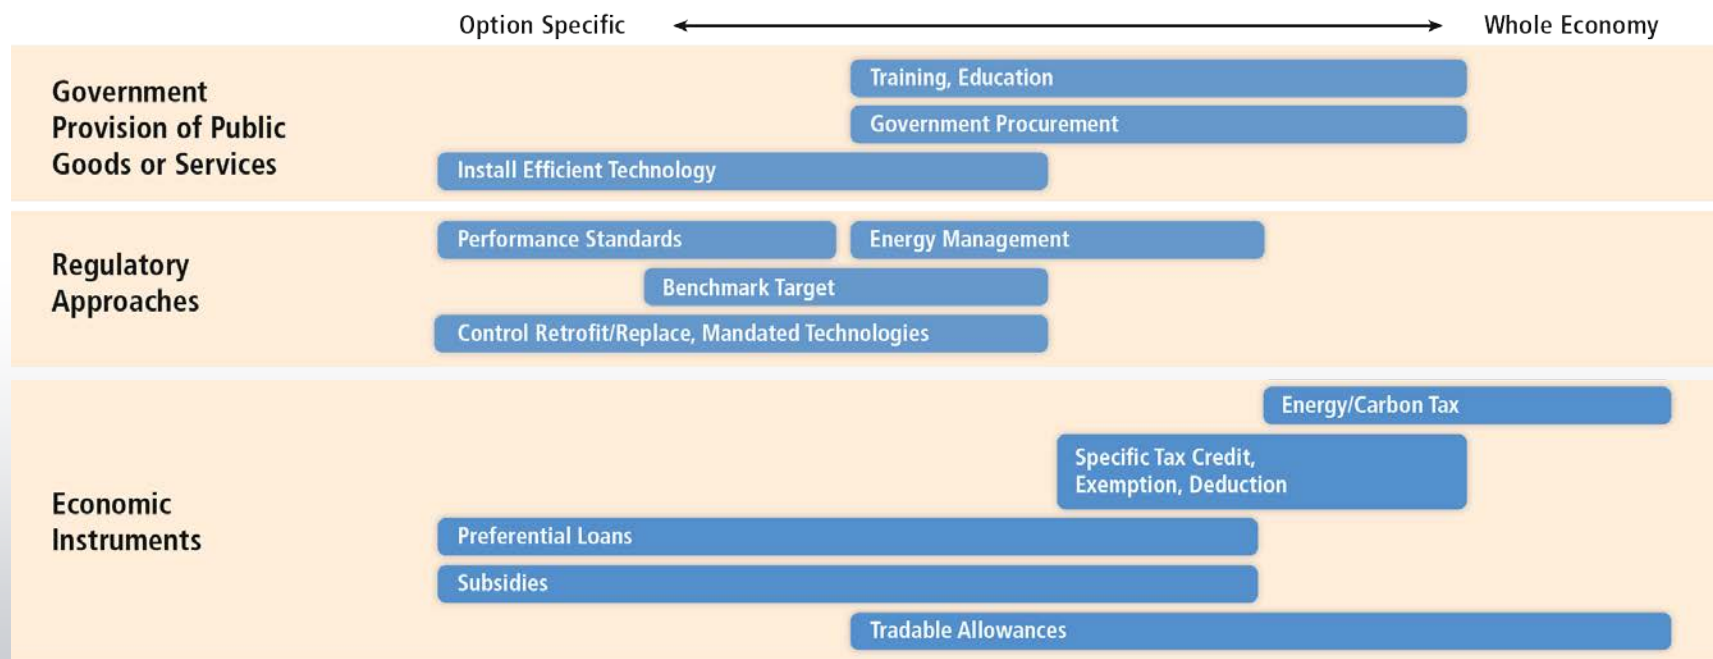 Option Specific
Whole Economy
Government
Provision of Public
Goods or Services
Training, Education
Government Procurement
Install Efficient Technology
Regulatory
Approaches
Performance Standards
Energy Management
Benchmark Target
Control Retrofit/Replace, Mandated Technologies
Economic
Instruments
Energy/Carbon Tax
Specific Tax Credit,
Exemption, Deduction
Preferential Loans
Subsidies
Tradable Allowances